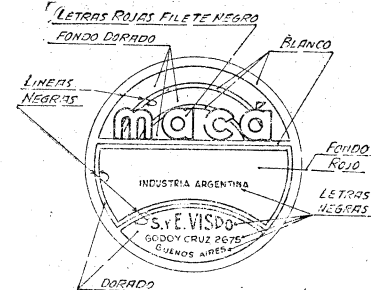 LETRAS ROJAS FILETE NEGRO
FONDO DORADO
BLANCO
LINEAS
NEGRAS
macá
FONDO
ROJO
INDUSTRIA ARGENTINA
LETRAS
NEGRAS
S. Y E. VISDO
GODOY CRUZ 2675
BUENOS AIRES
DORADO